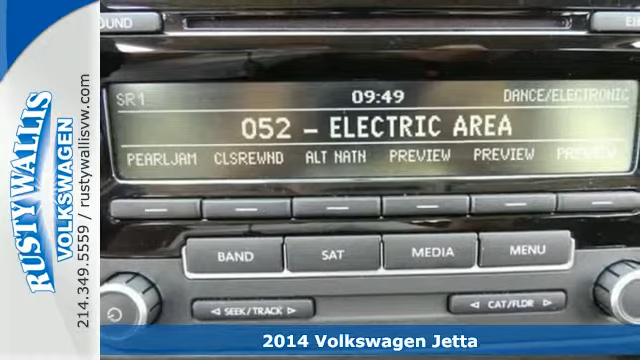 SOUND
SR1 09:49 DANCE/ELECTRONIC
052 - ELECTRIC AREA
PEARLJAM CLSREWND ALT NATN PREVIEW PREVIEW PREVIEW
BAND SAT MEDIA MENU
SEEK/TRACK CAT/FLDR
RUSTY WALLIS
VOLKSWAGEN
214.349.5559 / rustywallisvw.com
2014 Volkswagen Jetta